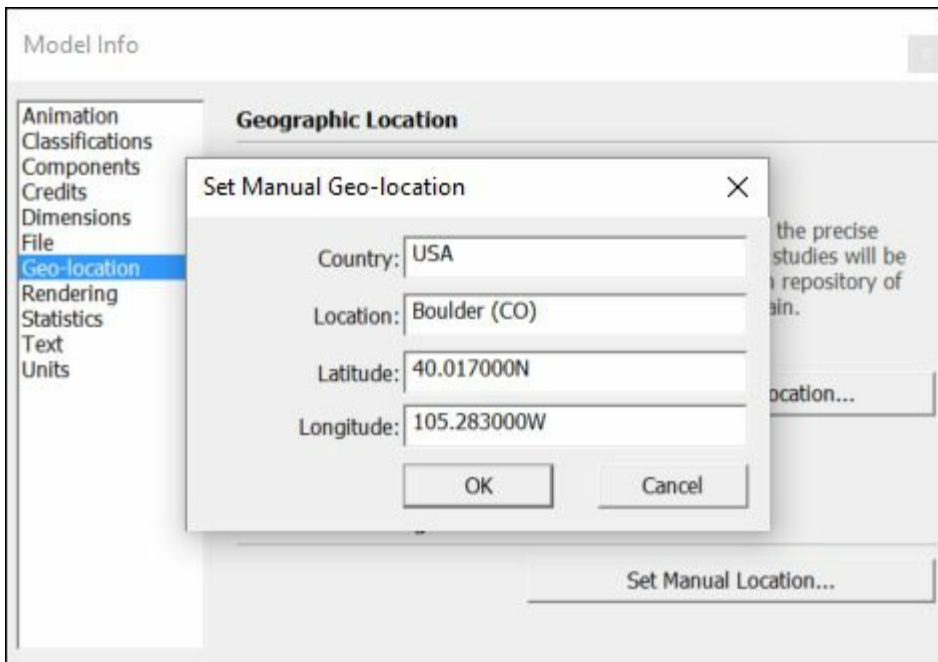 Model Info
Animation
Classifications
Components
Credits
Dimensions
File
Geo-location
Rendering
Statistics
Text
Units
Geographic Location
the precise
studies will be
repository of
Set Manual Geo-location
Country: USA
Location: Boulder (CO)
Latitude: 40.017000N
Longitude: 105.283000W
OK
Cancel
Set Manual Location...